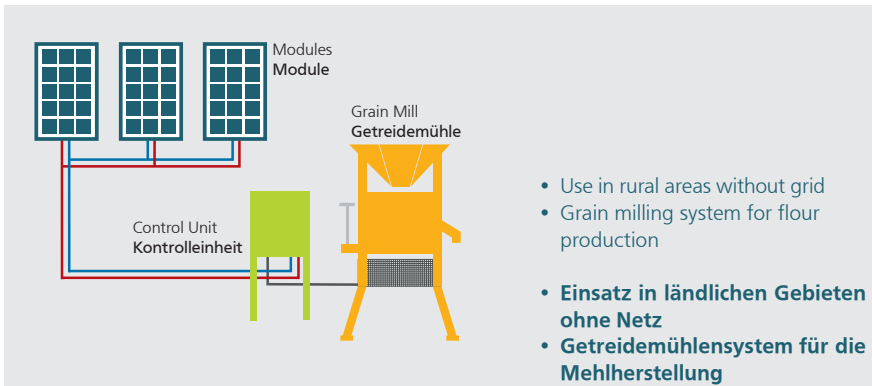 Modules
Module
Grain Mill
Getreidemühle
Control Unit
Kontrolleinheit
• Use in rural areas without grid
• Grain milling system for flour
production
• Einsatz in ländlichen Gebieten
ohne Netz
• Getreidemühlensystem für die
Mehlherstellung